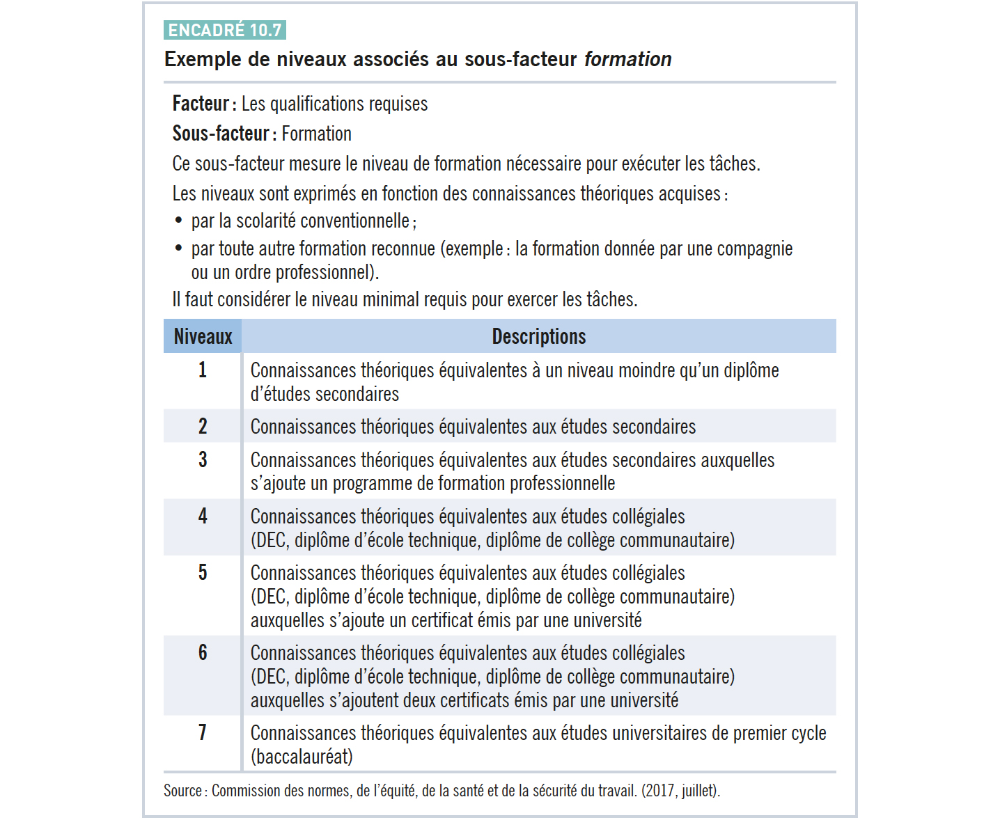 ENCADRÉ 10.7
Exemple de niveaux associés au sous-facteur formation
Facteur : Les qualifications requises
Sous-facteur : Formation
Ce sous-facteur mesure le niveau de formation nécessaire pour exécuter les tâches.
Les niveaux sont exprimés en fonction des connaissances théoriques acquises :
• par la scolarité conventionnelle ;
• par toute autre formation reconnue (exemple : la formation donnée par une compagnie
ou un ordre professionnel).
Il faut considérer le niveau minimal requis pour exercer les tâches.
Niveaux Descriptions
1 Connaissances théoriques équivalentes à un niveau moindre qu’un diplôme
d’études secondaires
2 Connaissances théoriques équivalentes aux études secondaires
3 Connaissances théoriques équivalentes aux études secondaires auxquelles
s’ajoute un programme de formation professionnelle
4 Connaissances théoriques équivalentes aux études collégiales
(DEC, diplôme d’école technique, diplôme de collège communautaire)
5 Connaissances théoriques équivalentes aux études collégiales
(DEC, diplôme d’école technique, diplôme de collège communautaire)
auxquelles s’ajoute un certificat émis par une université
6 Connaissances théoriques équivalentes aux études collégiales
(DEC, diplôme d’école technique, diplôme de collège communautaire)
auxquelles s’ajoutent deux certificats émis par une université
7 Connaissances théoriques équivalentes aux études universitaires de premier cycle
(baccalauréat)
Source : Commission des normes, de l’équité, de la santé et de la sécurité du travail. (2017, juillet).